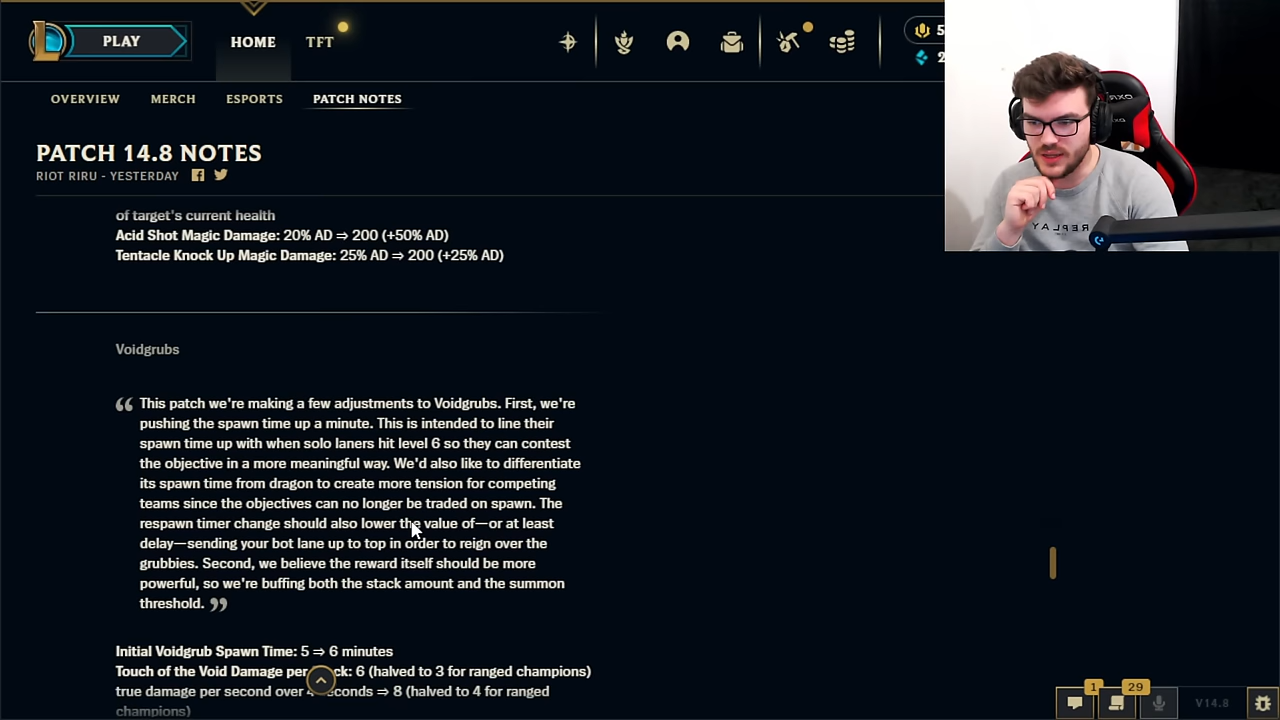 PLAY
HOME
TFT
5
2
OVERVIEW
MERCH
ESPORTS
PATCH NOTES
PATCH 14.8 NOTES
RIOT RIRU - YESTERDAY
of target's current health
Acid Shot Magic Damage: 20% AD ⇒ 200 (+50% AD)
Tentacle Knock Up Magic Damage: 25% AD ⇒ 200 (+25% AD)
Voidgrubs
“ This patch we're making a few adjustments to Voidgrubs. First, we're
pushing the spawn time up a minute. This is intended to line their
spawn time up with when solo laners hit level 6 so they can contest
the objective in a more meaningful way. We'd also like to differentiate
its spawn time from dragon to create more tension for competing
teams since the objectives can no longer be traded on spawn. The
respawn timer change should also lower the value of—or at least
delay—sending your bot lane up to top in order to reign over the
grubbies. Second, we believe the reward itself should be more
powerful, so we're buffing both the stack amount and the summon
threshold. ”
Initial Voidgrub Spawn Time: 5 ⇒ 6 minutes
Touch of the Void Damage per ck: 6 (halved to 3 for ranged champions)
true damage per second over conds ⇒ 8 (halved to 4 for ranged
champions)
REPLAY
1
29
V14.8